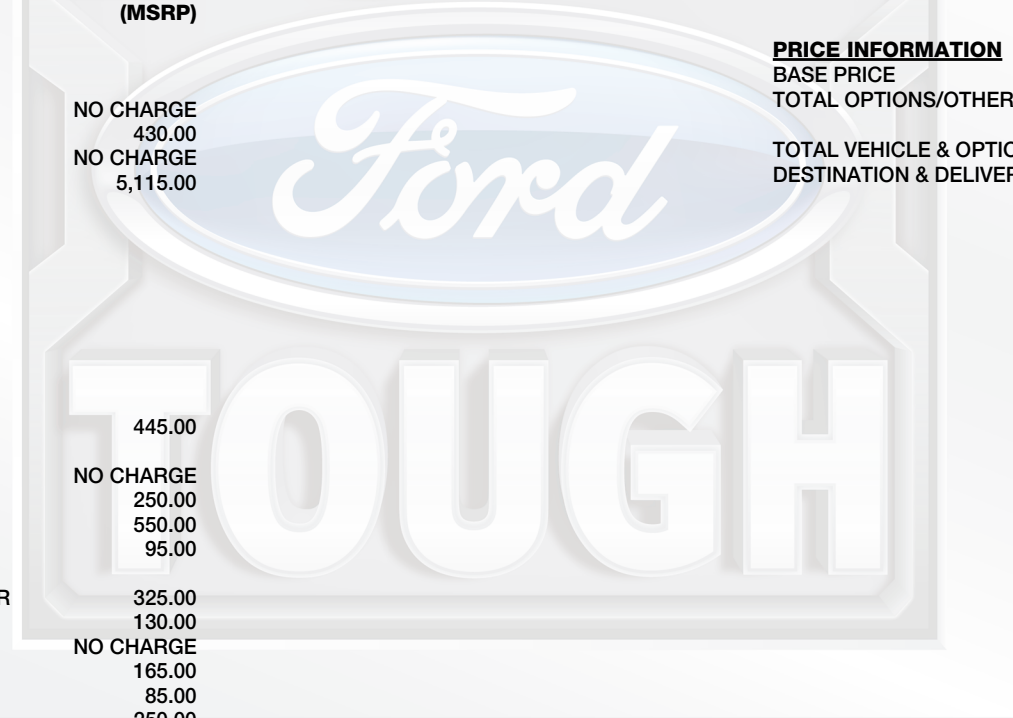 (MSRP)
NO CHARGE
430.00
NO CHARGE
5,115.00
445.00
NO CHARGE
250.00
550.00
95.00
R 325.00
130.00
NO CHARGE
165.00
85.00
PRICE INFORMATION
BASE PRICE
TOTAL OPTIONS/OTHER
TOTAL VEHICLE & OPTIO
DESTINATION & DELIVER
Ford
TOUGH